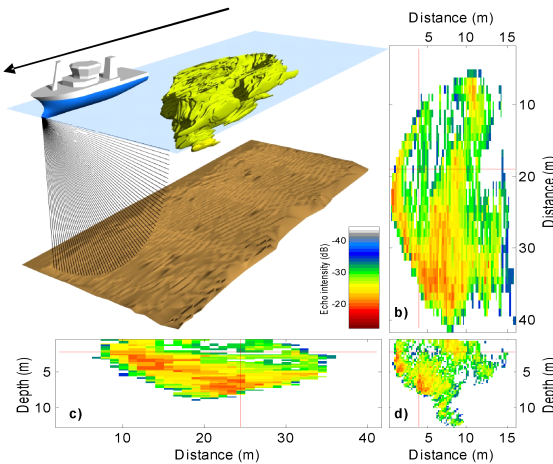 Distance (m)
5 10 15
10
20
30
40
Distance (m)
b)
Echo intensity (dB)
-40
-30
-20
5
10
Depth (m)
c)
10 20 30 40
Distance (m)
5
10
Depth (m)
d)
5 10 15
Distance (m)